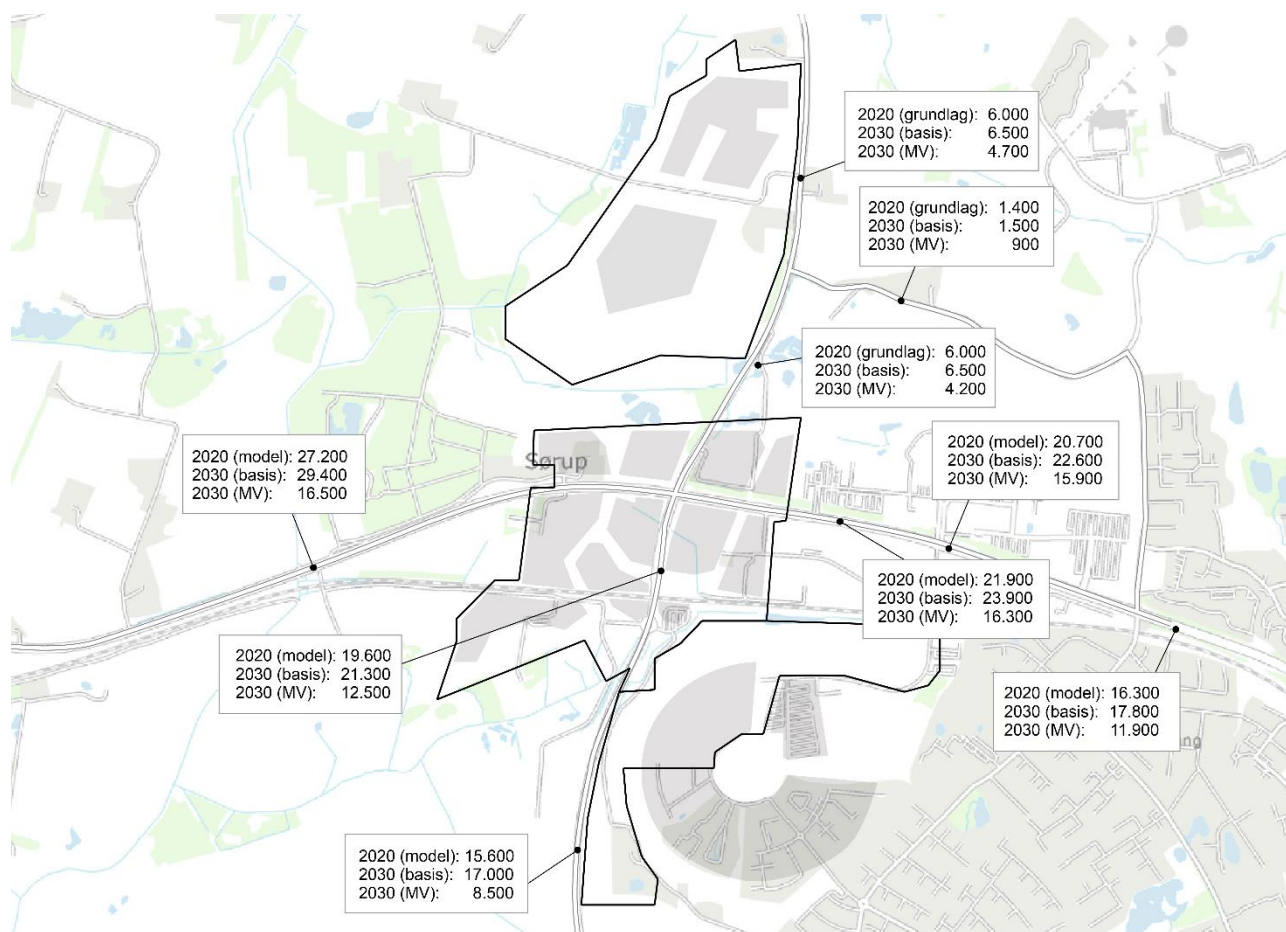 2020 (grundlag): 6.000
2030 (basis): 6.500
2030 (MV): 4.700
2020 (grundlag): 1.400
2030 (basis): 1.500
2030 (MV): 900
2020 (grundlag): 6.000
2030 (basis): 6.500
2030 (MV): 4.200
2020 (model): 27.200
2030 (basis): 29.400
2030 (MV): 16.500
Sørup
2020 (model): 20.700
2030 (basis): 22.600
2030 (MV): 15.900
2020 (model): 21.900
2030 (basis): 23.900
2030 (MV): 16.300
2020 (model): 19.600
2030 (basis): 21.300
2030 (MV): 12.500
2020 (model): 16.300
2030 (basis): 17.800
2030 (MV): 11.900
2020 (model): 15.600
2030 (basis): 17.000
2030 (MV): 8.500